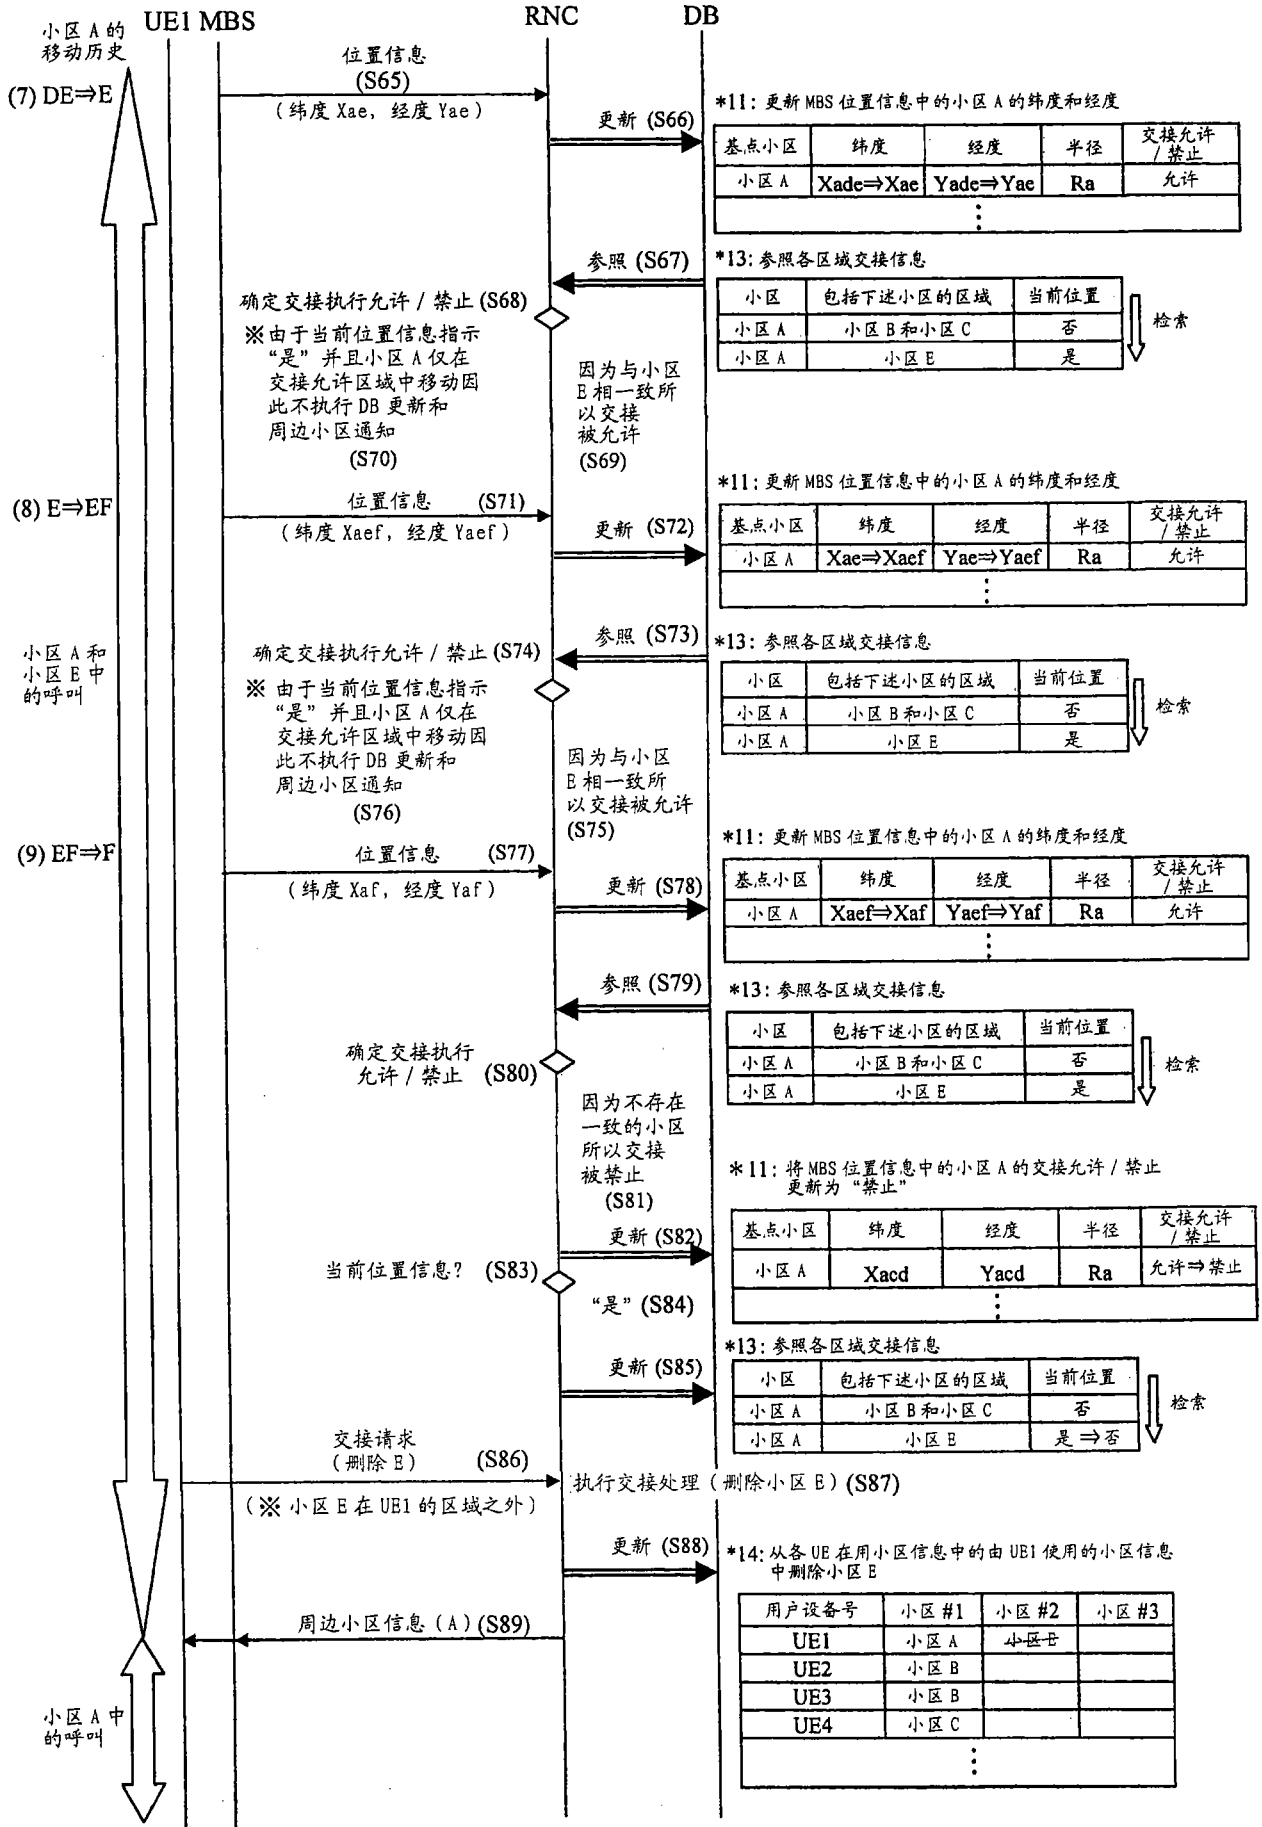 小区 A 的
移动历史
UE1 MBS
RNC
DB
(7) DE⇒E
位置信息
(S65)
(纬度 Xae, 经度 Yae)
更新 (S66)
*11: 更新 MBS 位置信息中的小区 A 的纬度和经度
基点小区 纬度 经度 半径 交接允许/禁止
小区 A Xade⇒Xae Yade⇒Yae Ra 允许
⋮
参照 (S67)
*13: 参照各区域交接信息
小区 包括下述小区的区域 当前位置
小区 A 小区 B 和小区 C 否
小区 A 小区 E 是
检索
确定交接执行允许 / 禁止 (S68)
※由于当前位置信息指示
“是”并且小区 A 仅在
交接允许区域中移动因
此不执行 DB 更新和
周边小区通知
(S70)
因为与小区
E 相一致所
以交接
被允许
(S69)
(8) E⇒EF
位置信息 (S71)
(纬度 Xaef, 经度 Yaef)
更新 (S72)
*11: 更新 MBS 位置信息中的小区 A 的纬度和经度
基点小区 纬度 经度 半径 交接允许/禁止
小区 A Xae⇒Xaef Yae⇒Yaef Ra 允许
⋮
小区 A 和
小区 E 中
的呼叫
参照 (S73)
*13: 参照各区域交接信息
小区 包括下述小区的区域 当前位置
小区 A 小区 B 和小区 C 否
小区 A 小区 E 是
检索
确定交接执行允许 / 禁止 (S74)
※ 由于当前位置信息指示
“是”并且小区 A 仅在
交接允许区域中移动因
此不执行 DB 更新和
周边小区通知
(S76)
因为与小区
E 相一致所
以交接被允许
(S75)
(9) EF⇒F
位置信息 (S77)
(纬度 Xaf, 经度 Yaf)
更新 (S78)
*11: 更新 MBS 位置信息中的小区 A 的纬度和经度
基点小区 纬度 经度 半径 交接允许/禁止
小区 A Xaef⇒Xaf Yaef⇒Yaf Ra 允许
⋮
参照 (S79)
*13: 参照各区域交接信息
小区 包括下述小区的区域 当前位置
小区 A 小区 B 和小区 C 否
小区 A 小区 E 是
检索
确定交接执行
允许 / 禁止 (S80)
因为不存在
一致的小区
所以交接
被禁止
(S81)
*11: 将 MBS 位置信息中的小区 A 的交接允许 / 禁止
更新为“禁止”
更新 (S82)
基点小区 纬度 经度 半径 交接允许/禁止
小区 A Xacd Yacd Ra 允许⇒禁止
⋮
当前位置信息? (S83)
“是” (S84)
*13: 参照各区域交接信息
更新 (S85)
小区 包括下述小区的区域 当前位置
小区 A 小区 B 和小区 C 否
小区 A 小区 E 是⇒否
检索
交接请求
(删除 E) (S86)
(※ 小区 E 在 UE1 的区域之外)
执行交接处理 (删除小区 E) (S87)
更新 (S88)
*14: 从各 UE 在用小区信息中的由 UE1 使用的小区信息
中删除小区 E
用户设备号 小区 #1 小区 #2 小区 #3
UE1 小区 A 小区 E
UE2 小区 B
UE3 小区 B
UE4 小区 C
⋮
周边小区信息 (A) (S89)
小区 A 中
的呼叫